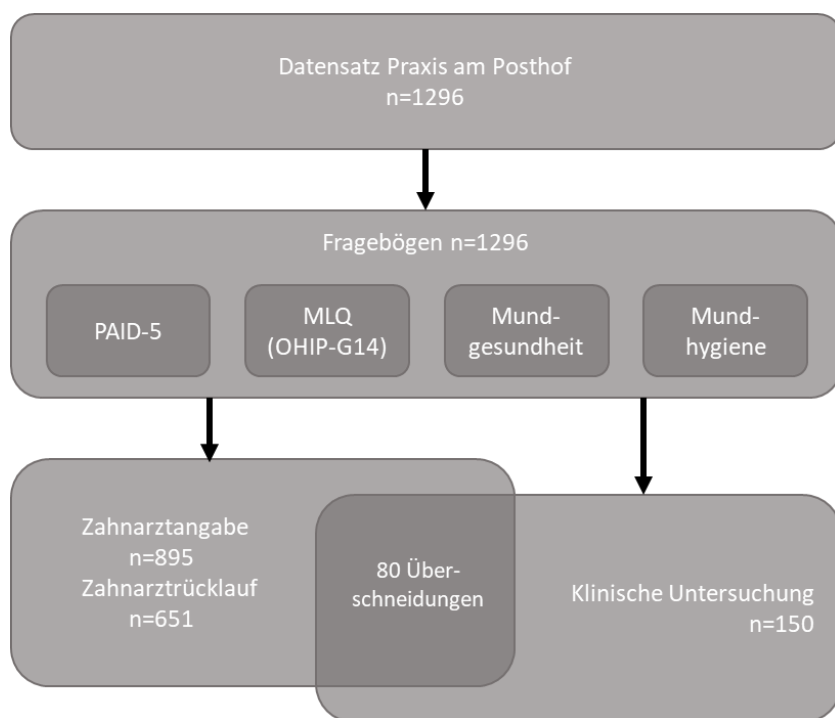 Datensatz Praxis am Posthof
n=1296
Fragebögen n=1296
PAID-5
MLQ
(OHIP-G14)
Mund-
gesundheit
Mund-
hygiene
Zahnarztangabe
n=895
Zahnarztrücklauf
n=651
80 Über-
schneidungen
Klinische Untersuchung
n=150